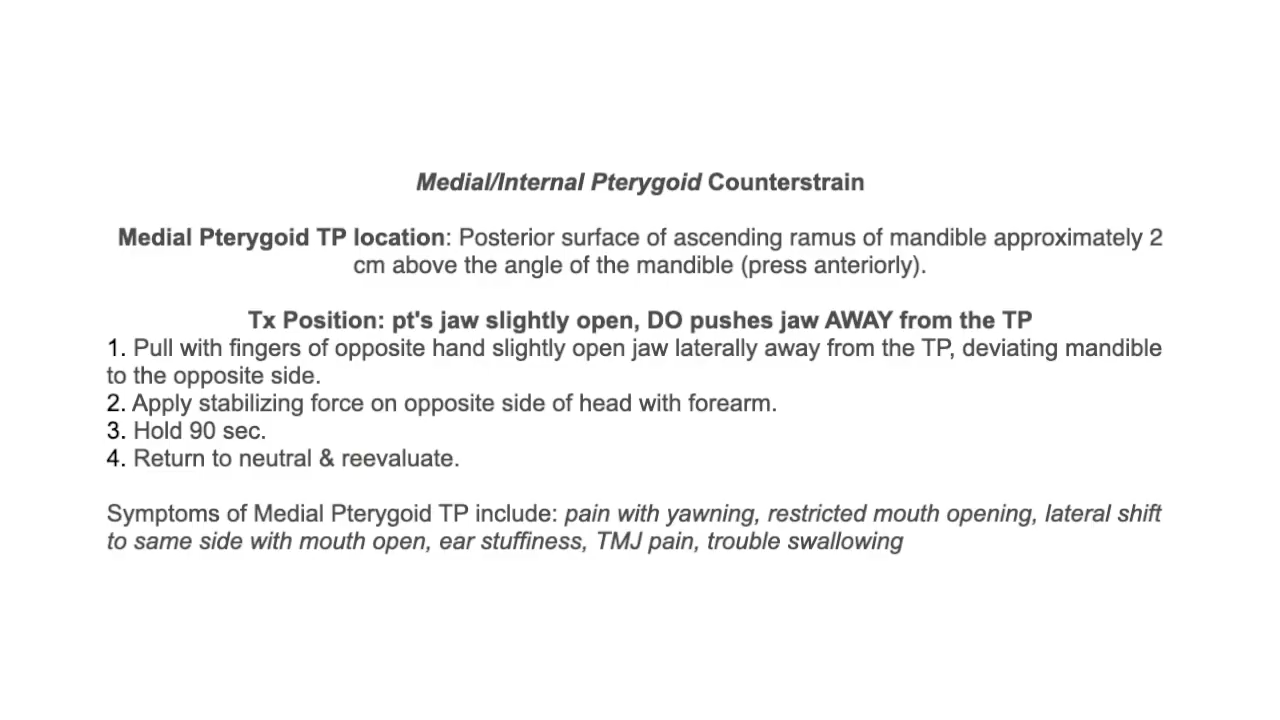 Medial/Internal Pterygoid Counterstrain
Medial Pterygoid TP location: Posterior surface of ascending ramus of mandible approximately 2
cm above the angle of the mandible (press anteriorly).
Tx Position: pt's jaw slightly open, DO pushes jaw AWAY from the TP
1. Pull with fingers of opposite hand slightly open jaw laterally away from the TP, deviating mandible
to the opposite side.
2. Apply stabilizing force on opposite side of head with forearm.
3. Hold 90 sec.
4. Return to neutral & reevaluate.
Symptoms of Medial Pterygoid TP include: pain with yawning, restricted mouth opening, lateral shift
to same side with mouth open, ear stuffiness, TMJ pain, trouble swallowing